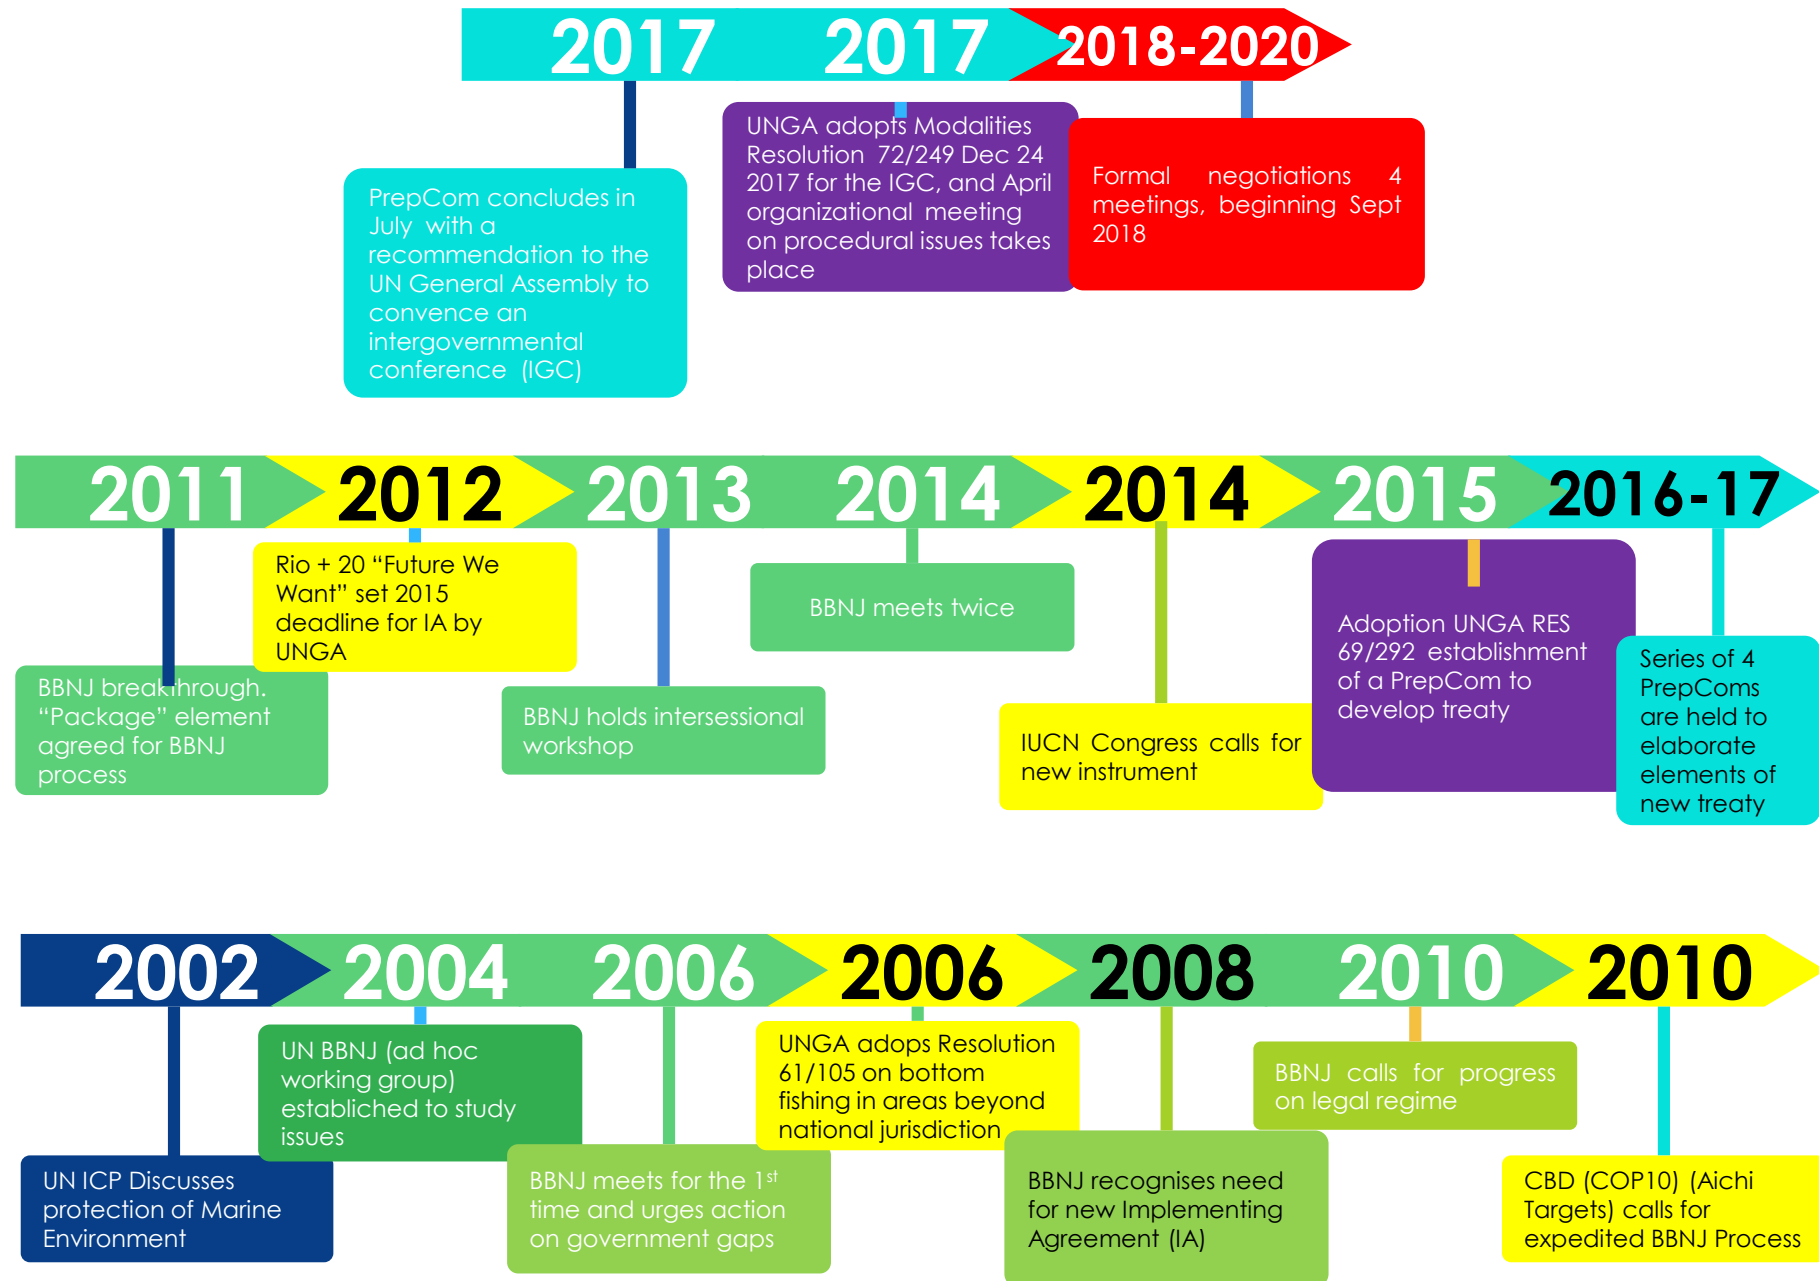 2017
2017
2018-2020
PrepCom concludes in
July with a
recommendation to the
UN General Assembly to
convence an
intergovernmental
conference (IGC)
UNGA adopts Modalities
Resolution 72/249 Dec 24
2017 for the IGC, and April
organizational meeting
on procedural issues takes
place
Formal negotiations 4
meetings, beginning Sept
2018
2011
2012
2013
2014
2014
2015
2016-17
BBNJ breakthrough.
“Package” element
agreed for BBNJ
process
Rio + 20 “Future We
Want” set 2015
deadline for IA by
UNGA
BBNJ holds intersessional
workshop
BBNJ meets twice
IUCN Congress calls for
new instrument
Adoption UNGA RES
69/292 establishment
of a PrepCom to
develop treaty
Series of 4
PrepComs
are held to
elaborate
elements of
new treaty
2002
2004
2006
2006
2008
2010
2010
UN ICP Discusses
protection of Marine
Environment
UN BBNJ (ad hoc
working group)
establiched to study
issues
BBNJ meets for the 1st
time and urges action
on government gaps
UNGA adops Resolution
61/105 on bottom
fishing in areas beyond
national jurisdiction
BBNJ recognises need
for new Implementing
Agreement (IA)
BBNJ calls for progress
on legal regime
CBD (COP10) (Aichi
Targets) calls for
expedited BBNJ Process